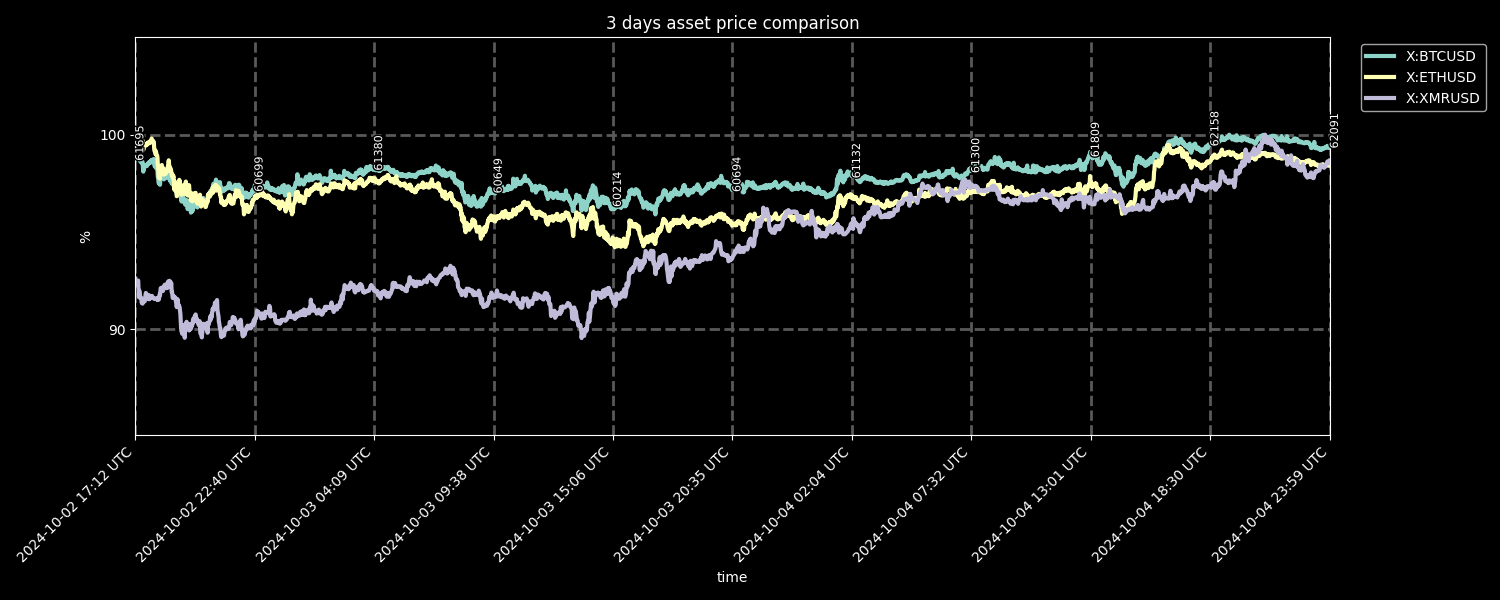 3 days asset price comparison
X:BTCUSD
X:ETHUSD
X:XMRUSD
100
90
%
61695
60699
61380
60649
60214
60694
61132
61300
61809
62158
62091
2024-10-02 17:12 UTC
2024-10-02 22:40 UTC
2024-10-03 04:09 UTC
2024-10-03 09:38 UTC
2024-10-03 15:06 UTC
2024-10-03 20:35 UTC
2024-10-04 02:04 UTC
2024-10-04 07:32 UTC
2024-10-04 13:01 UTC
2024-10-04 18:30 UTC
2024-10-04 23:59 UTC
time